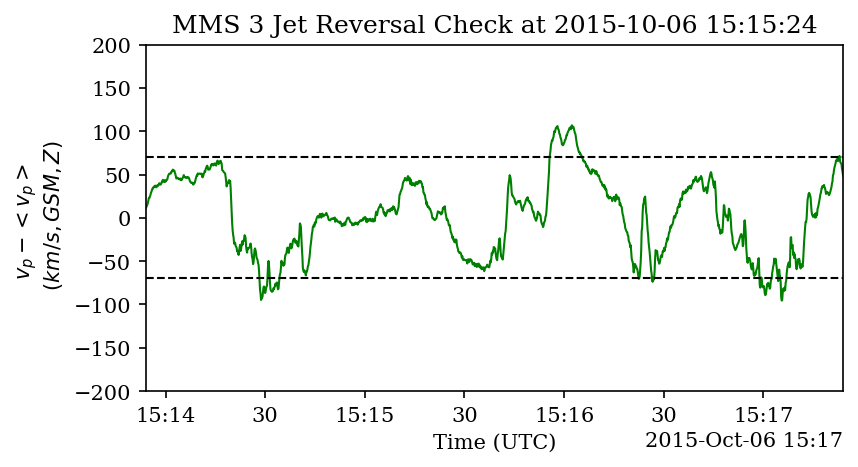 MMS 3 Jet Reversal Check at 2015-10-06 15:15:24
200
150
100
50
0
−50
−100
−150
−200
v_p − < v_p >
(km/s, GSM, Z)
15:14 30 15:15 30 15:16 30 15:17
Time (UTC) 2015-Oct-06 15:17